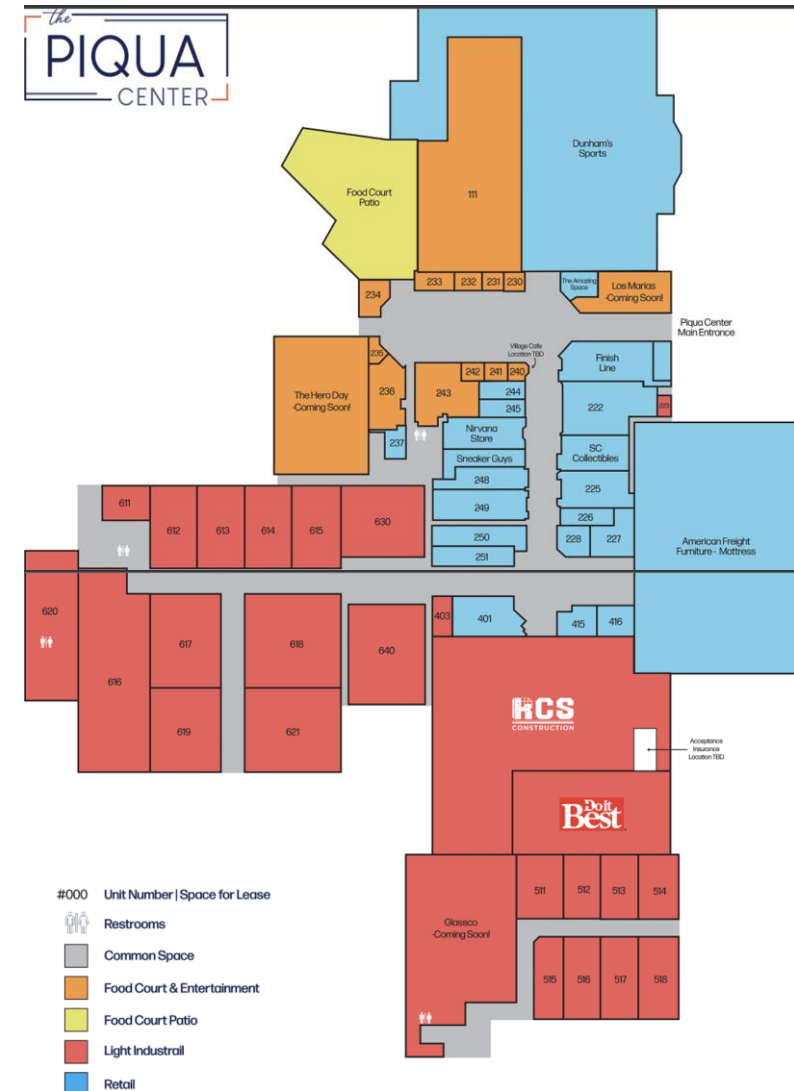 the
PIQUA
CENTER
Dunham's
Sports
Food Court
Patio
111
233
232
231
230
The Amazing
Space
Los Marias
-Coming Soon!
234
Piqua Center
Main Entrance
Village Cafe
Location TBD
235
Finish
Line
242
241
240
236
The Hero Day
-Coming Soon!
243
244
222
223
245
Nirvana
Store
237
SC
Collectibles
Sneaker Guys
248
225
611
249
226
612
613
614
615
630
250
228
227
American Freight
Furniture - Mattress
251
620
403
401
415
416
617
618
640
616
RCS
CONSTRUCTION
619
621
Acceptance
Insurance
Location TBD
Do it
Best
511
512
513
514
#000 Unit Number | Space for Lease
Glassco
-Coming Soon!
Restrooms
Common Space
515
516
517
518
Food Court & Entertainment
Food Court Patio
Light Industrail
Retail